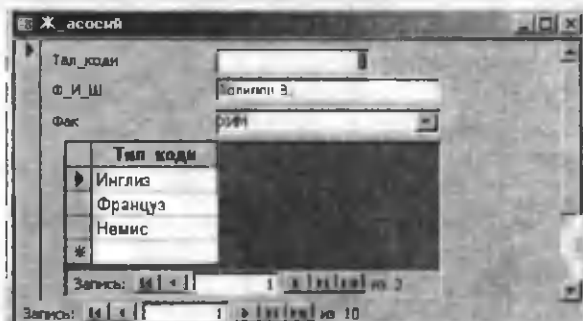 Ж_асосий
Тал_коди
Ф_И_Ш
В.
Фак
Тил коди
Инглиз
Француз
Немис
Запись: 1 из 3
Запись: 1 из 10